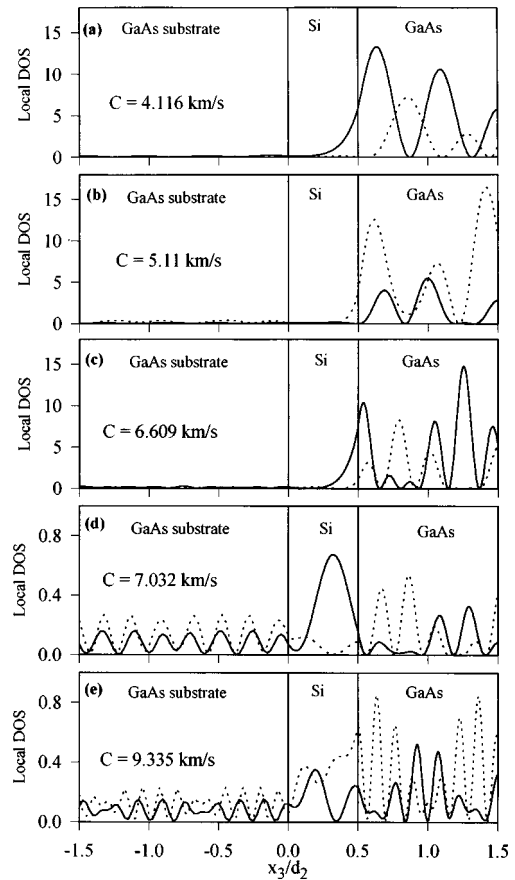 (a) GaAs substrate Si GaAs
Local DOS
15
10
5
0
C = 4.116 km/s
(b) GaAs substrate Si GaAs
Local DOS
15
10
5
0
C = 5.11 km/s
(c) GaAs substrate Si GaAs
Local DOS
15
10
5
0
C = 6.609 km/s
(d) GaAs substrate Si GaAs
Local DOS
0.8
0.4
0.0
C = 7.032 km/s
(e) GaAs substrate Si GaAs
Local DOS
0.8
0.4
0.0
C = 9.335 km/s
-1.5 -1.0 -0.5 0.0 0.5 1.0 1.5
x₃/d₂